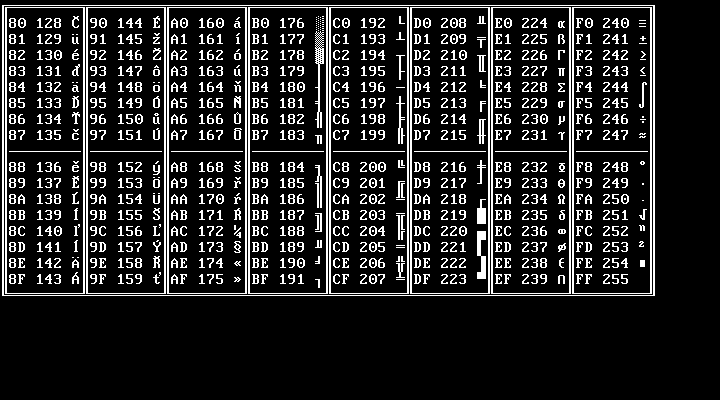 80 128 Č 90 144 É A0 160 á B0 176 ░ C0 192 └ D0 208 ╨ E0 224 α F0 240 ≡
81 129 ü 91 145 ž A1 161 í B1 177 ▒ C1 193 ┴ D1 209 ╤ E1 225 ß F1 241 ±
82 130 é 92 146 Ž A2 162 ó B2 178 ▓ C2 194 ┬ D2 210 ╥ E2 226 Γ F2 242 ≥
83 131 ď 93 147 ô A3 163 ú B3 179 │ C3 195 ├ D3 211 ╙ E3 227 π F3 243 ≤
84 132 ä 94 148 ö A4 164 ň B4 180 ┤ C4 196 ─ D4 212 ╘ E4 228 Σ F4 244 ⌠
85 133 Ď 95 149 Ó A5 165 Ň B5 181 ╡ C5 197 ┼ D5 213 ╒ E5 229 σ F5 245 ⌡
86 134 Ť 96 150 ů A6 166 Ů B6 182 ╢ C6 198 ╞ D6 214 ╓ E6 230 µ F6 246 ÷
87 135 č 97 151 Ú A7 167 Ô B7 183 ╖ C7 199 ╟ D7 215 ╫ E7 231 τ F7 247 ≈
88 136 ě 98 152 ý A8 168 š B8 184 ╕ C8 200 ╚ D8 216 ╪ E8 232 Φ F8 248 °
89 137 Ě 99 153 Ö A9 169 ř B9 185 ╣ C9 201 ╔ D9 217 ┘ E9 233 Θ F9 249 ∙
8A 138 Ĺ 9A 154 Ü AA 170 ŕ BA 186 ║ CA 202 ╩ DA 218 ┌ EA 234 Ω FA 250 ·
8B 139 Í 9B 155 Š AB 171 Ŕ BB 187 ╗ CB 203 ╦ DB 219 █ EB 235 δ FB 251 √
8C 140 ľ 9C 156 Ľ AC 172 ¼ BC 188 ╝ CC 204 ╠ DC 220 ▄ EC 236 ∞ FC 252 ⁿ
8D 141 ĺ 9D 157 Ý AD 173 § BD 189 ╜ CD 205 ═ DD 221 ▌ ED 237 φ FD 253 ²
8E 142 Ä 9E 158 Ř AE 174 « BE 190 ╛ CE 206 ╬ DE 222 ▐ EE 238 ε FE 254 ■
8F 143 Á 9F 159 ť AF 175 » BF 191 ┐ CF 207 ╧ DF 223 ▀ EF 239 ∩ FF 255